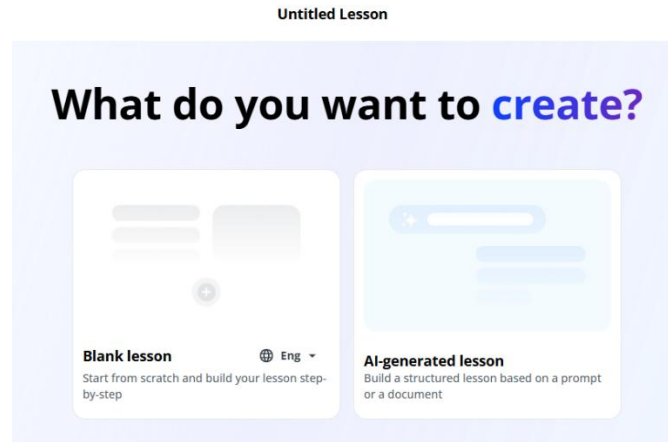 Untitled Lesson
What do you want to create?
Blank lesson
Eng
Start from scratch and build your lesson step-
by-step
AI-generated lesson
Build a structured lesson based on a prompt
or a document